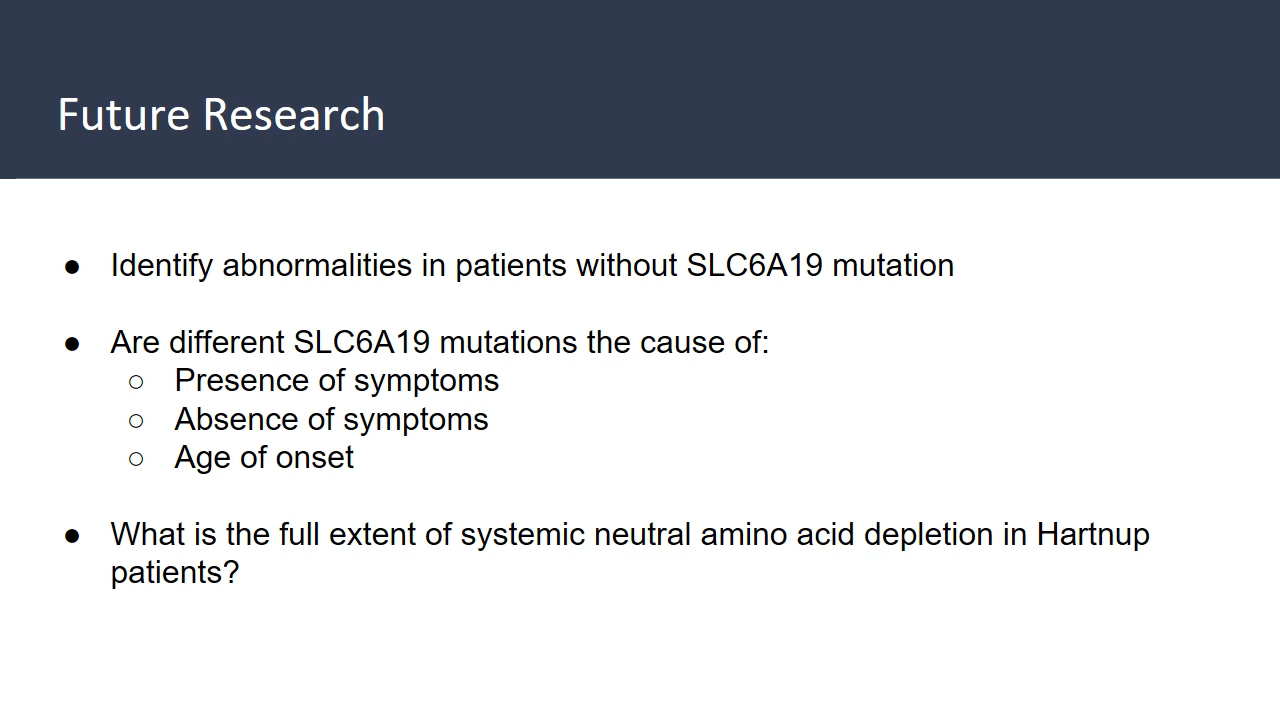 Future Research
● Identify abnormalities in patients without SLC6A19 mutation
● Are different SLC6A19 mutations the cause of:
○ Presence of symptoms
○ Absence of symptoms
○ Age of onset
● What is the full extent of systemic neutral amino acid depletion in Hartnup
patients?